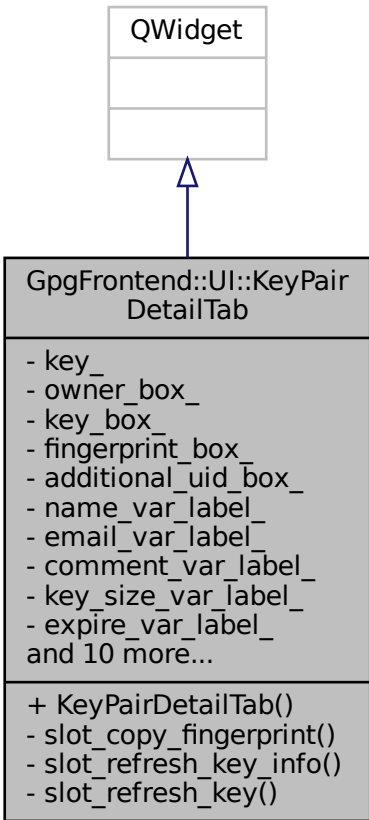 QWidget
GpgFrontend::UI::KeyPair
DetailTab
- key_
- owner_box_
- key_box_
- fingerprint_box_
- additional_uid_box_
- name_var_label_
- email_var_label_
- comment_var_label_
- key_size_var_label_
- expire_var_label_
and 10 more...
+ KeyPairDetailTab()
- slot_copy_fingerprint()
- slot_refresh_key_info()
- slot_refresh_key()